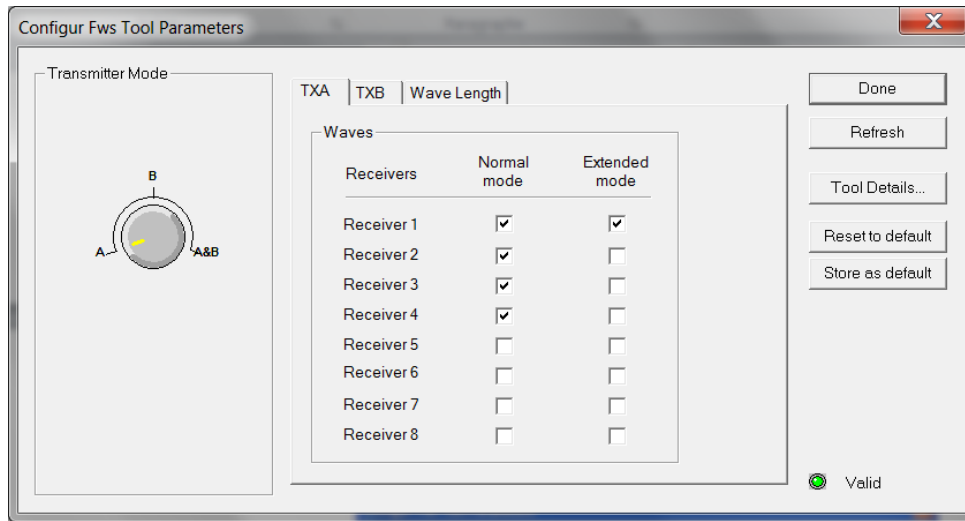 Configur Fws Tool Parameters
Transmitter Mode
B
A
A&B
TXA TXB Wave Length
Waves
Receivers Normal mode Extended mode
Receiver 1
Receiver 2
Receiver 3
Receiver 4
Receiver 5
Receiver 6
Receiver 7
Receiver 8
Done
Refresh
Tool Details...
Reset to default
Store as default
Valid